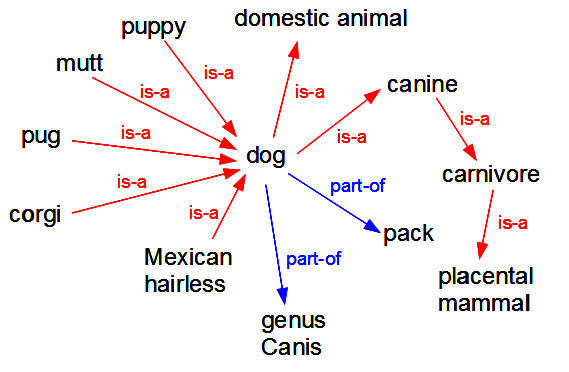 domestic animal
puppy
mutt
is-a
is-a
is-a
canine
is-a
is-a
is-a
pug
dog
is-a
carnivore
part-of
corgi
is-a
is-a
pack
Mexican
hairless
part-of
placental
mammal
genus
Canis